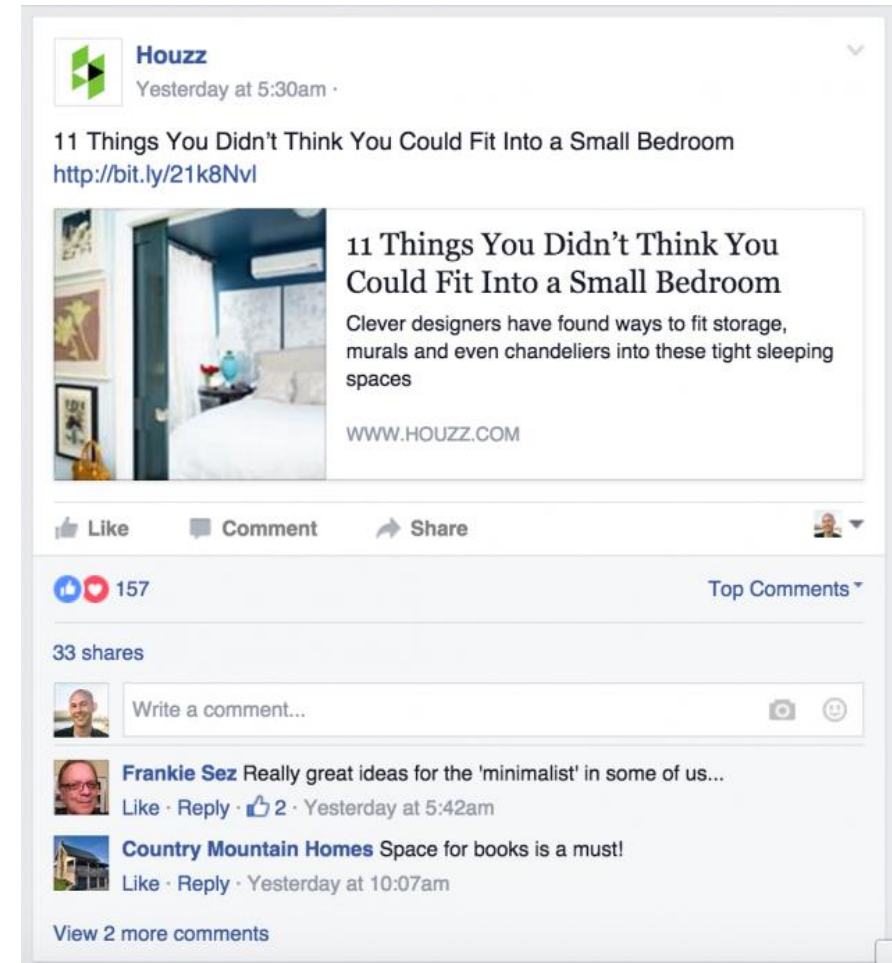 Houzz
Yesterday at 5:30am ·
11 Things You Didn't Think You Could Fit Into a Small Bedroom
http://bit.ly/21k8Nvl
11 Things You Didn't Think You
Could Fit Into a Small Bedroom
Clever designers have found ways to fit storage,
murals and even chandeliers into these tight sleeping
spaces
WWW.HOUZZ.COM
Like Comment Share
157 Top Comments
33 shares
Write a comment...
Frankie Sez Really great ideas for the 'minimalist' in some of us...
Like · Reply · 2 · Yesterday at 5:42am
Country Mountain Homes Space for books is a must!
Like · Reply · Yesterday at 10:07am
View 2 more comments